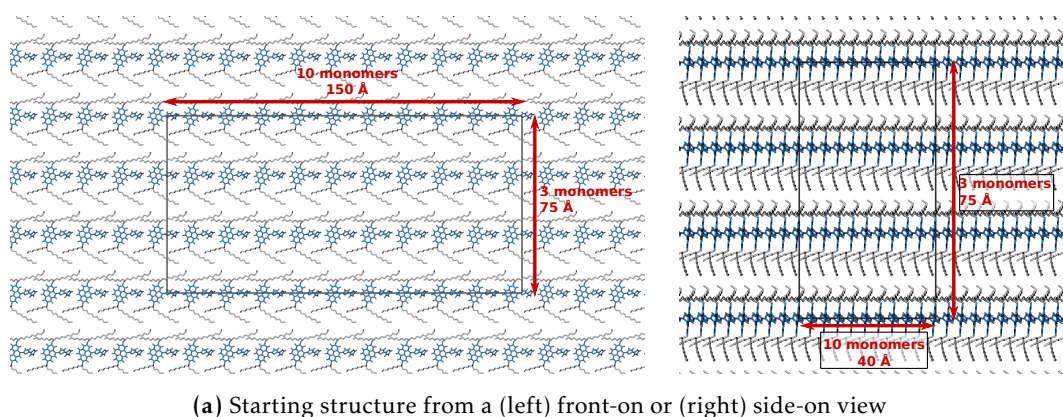 10 monomers
150 Å
3 monomers
75 Å
3 monomers
75 Å
10 monomers
40 Å
(a) Starting structure from a (left) front-on or (right) side-on view